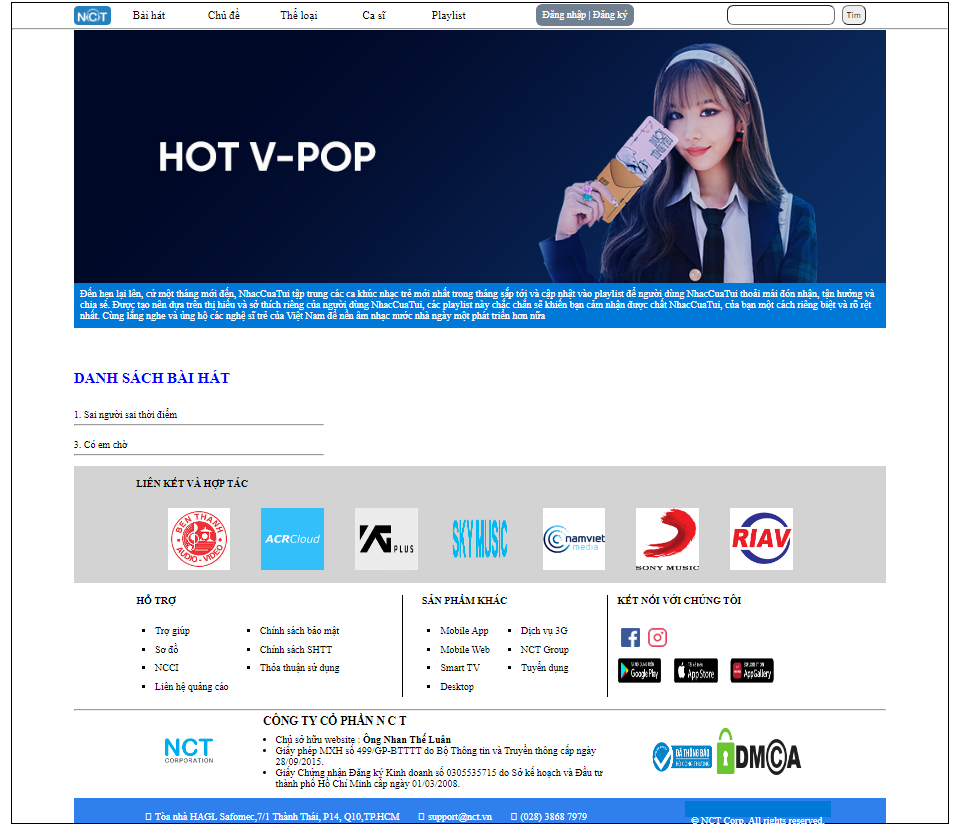 NCT
Bài hát Chủ đề Thể loại Ca sĩ Playlist Đăng nhập | Đăng ký Tìm
HOT V-POP
Đến hẹn lại lên, cứ một tháng mới đến, NhacCuaTui tập trung các ca khúc nhạc trẻ mới nhất trong tháng sắp tới và cập nhật vào playlist để người dùng NhacCuaTui thoải mái đón nhận, tận hưởng và
chia sẻ. Được tạo nên dựa trên thị hiếu và sở thích riêng của người dùng NhacCuaTui, các playlist này chắc chắn sẽ khiến bạn cảm nhận được chất NhacCuaTui, của bạn một cách riêng biệt và rõ rệt
nhất. Cùng lắng nghe và ủng hộ các nghệ sĩ trẻ của Việt Nam để nền âm nhạc nước nhà ngày một phát triển hơn nữa
DANH SÁCH BÀI HÁT
1. Sai người sai thời điểm
3. Có em chờ
LIÊN KẾT VÀ HỢP TÁC
BEN THANH
AUDIO - VIDEO
ACRCloud
YG PLUS
SKY MUSIC
namviet
media
SONY MUSIC
RIAV
HỖ TRỢ
Trợ giúp
Sơ đồ
NCCI
Liên hệ quảng cáo
Chính sách bảo mật
Chính sách SHTT
Thỏa thuận sử dụng
SẢN PHẨM KHÁC
Mobile App
Mobile Web
Smart TV
Desktop
Dịch vụ 3G
NCT Group
Tuyển dụng
KẾT NỐI VỚI CHÚNG TÔI
Google Play
App Store
AppGallery
NCT
CORPORATION
CÔNG TY CỔ PHẦN N C T
Chủ sở hữu website : Ông Nhan Thế Luân
Giấy phép MXH số 499/GP-BTTTT do Bộ Thông tin và Truyền thông cấp ngày
28/09/2015.
Giấy Chứng nhận Đăng ký Kinh doanh số 0305535715 do Sở kế hoạch và Đầu tư
thành phố Hồ Chí Minh cấp ngày 01/03/2008.
ĐÃ THÔNG BÁO
BỘ CÔNG THƯƠNG
DMCA
Tòa nhà HAGL Safomec,7/1 Thành Thái, P14, Q10,TP.HCM support@nct.vn (028) 3868 7979
© NCT Corp. All rights reserved.